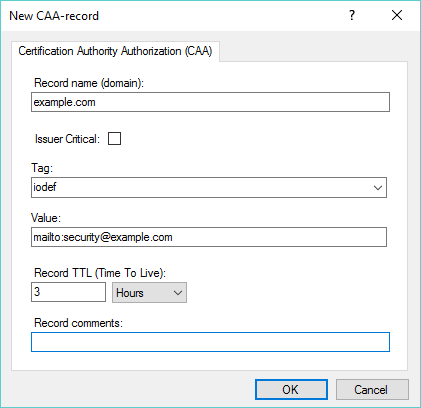 New CAA-record
Certification Authority Authorization (CAA)
Record name (domain):
example.com
Issuer Critical:
Tag:
iodef
Value:
mailto:security@example.com
Record TTL (Time To Live):
3 Hours
Record comments:
OK Cancel